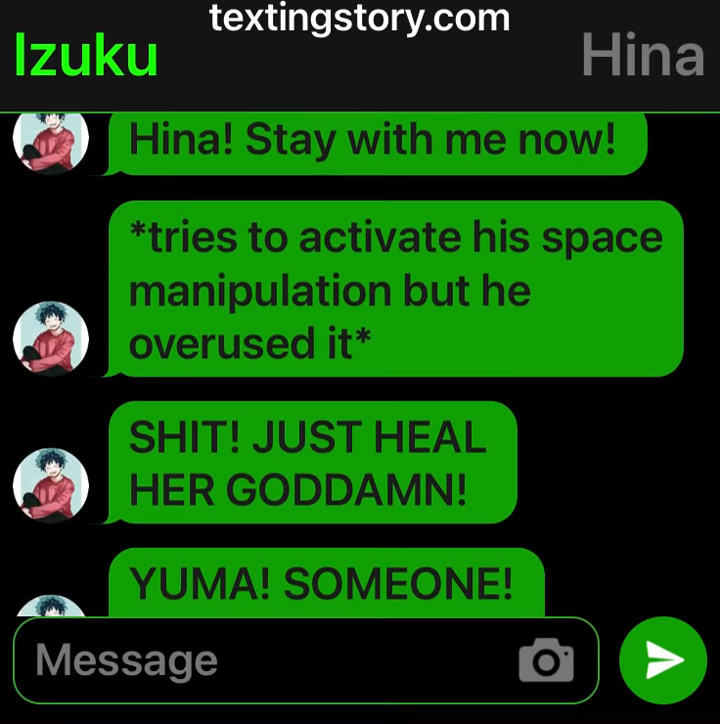 textingstory.com
Izuku
Hina
Hina! Stay with me now!
*tries to activate his space
manipulation but he
overused it*
SHIT! JUST HEAL
HER GODDAMN!
YUMA! SOMEONE!
Message